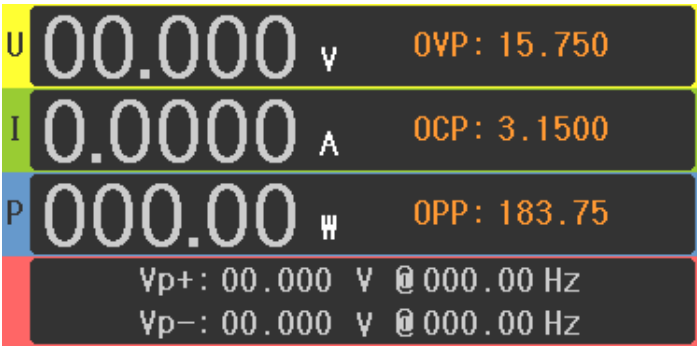 U 00.000 V OVP: 15.750
I 0.0000 A OCP: 3.1500
P 000.00 W OPP: 183.75
Vp+: 00.000 V @ 000.00 Hz
Vp-: 00.000 V @ 000.00 Hz